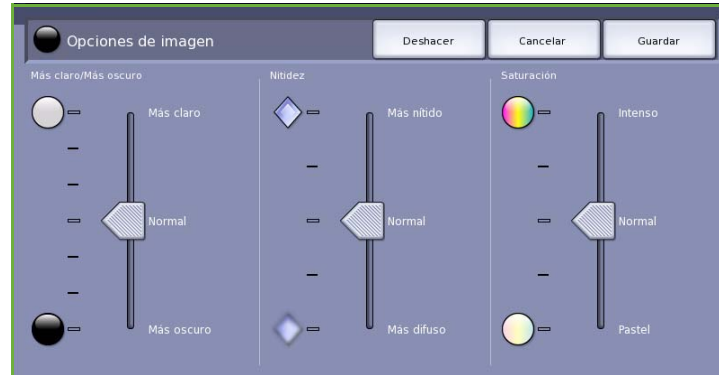 Opciones de imagen
Deshacer
Cancelar
Guardar
Más claro/Más oscuro
Nitidez
Saturación
Más claro
Más nítido
Intenso
Normal
Normal
Normal
Más oscuro
Más difuso
Pastel